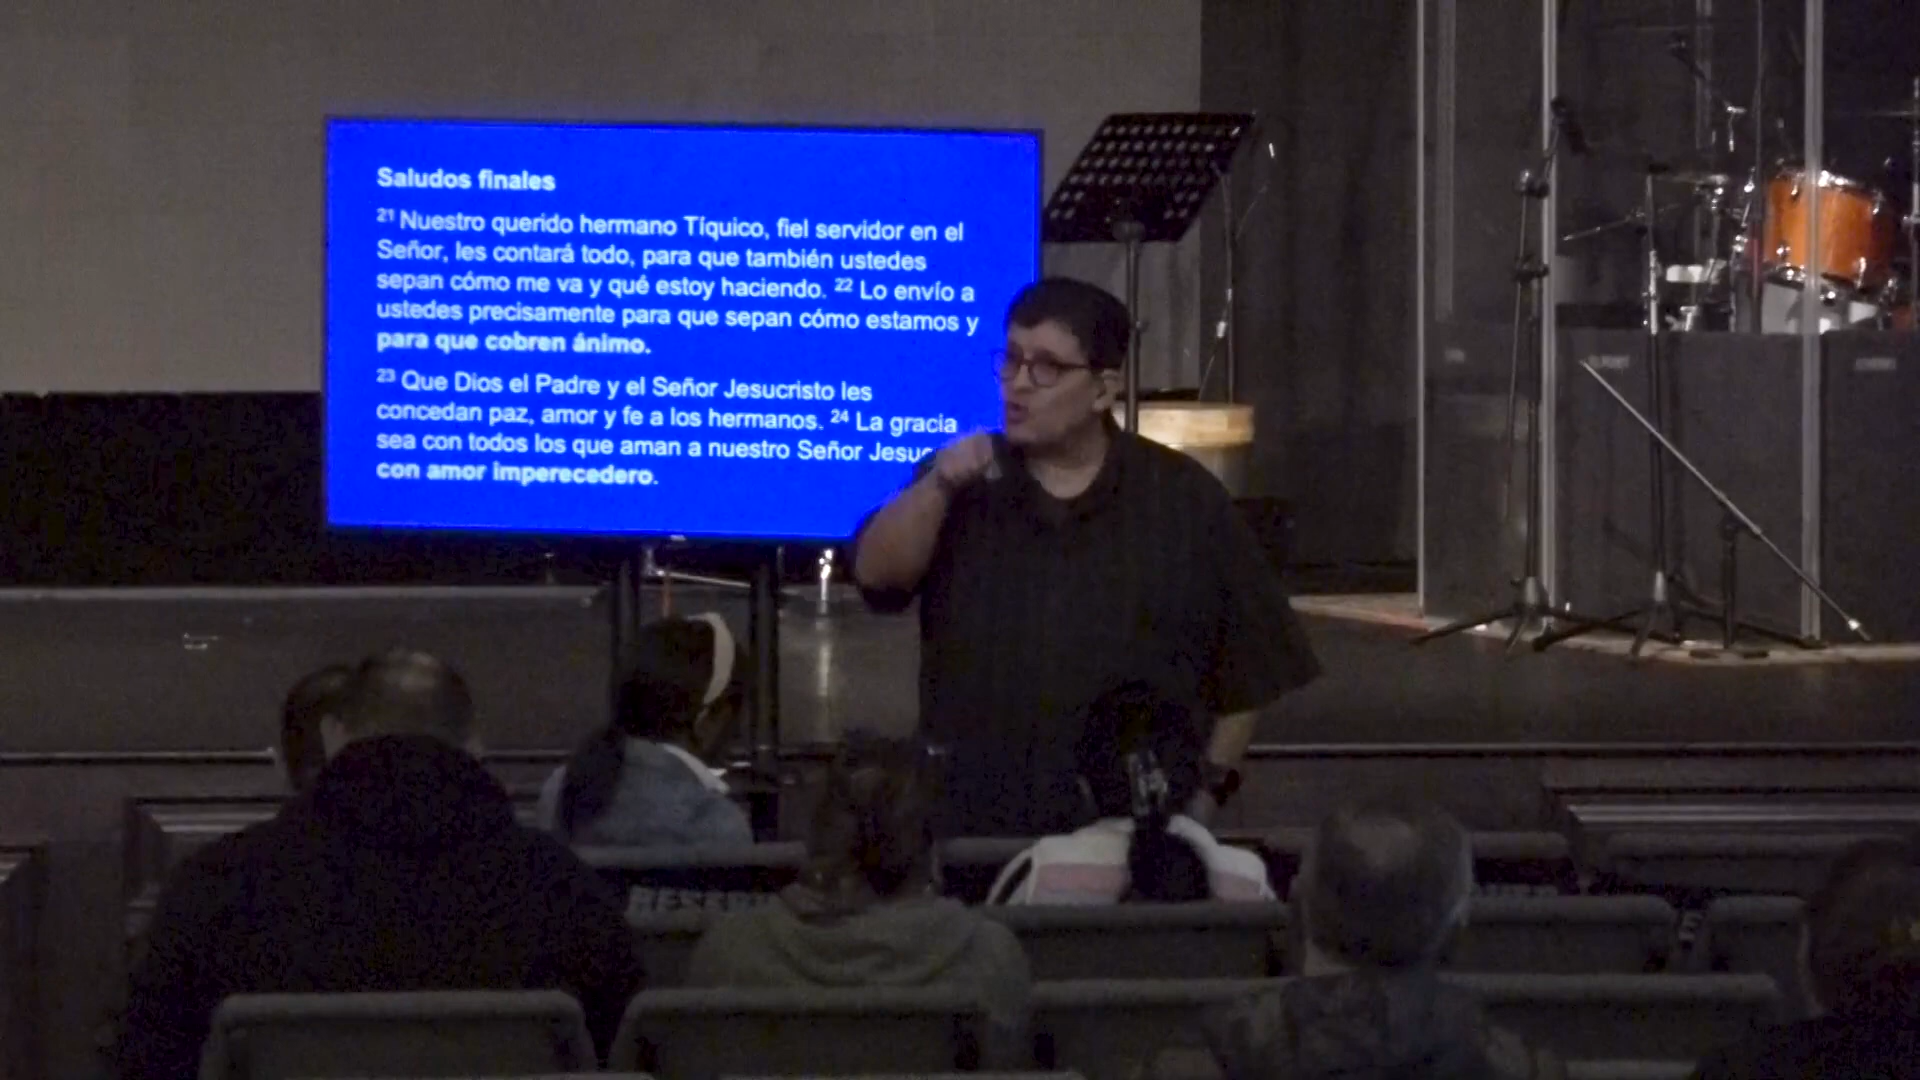 Saludos finales
21 Nuestro querido hermano Tíquico, fiel servidor en el
Señor, les contará todo, para que también ustedes
sepan cómo me va y qué estoy haciendo. 22 Lo envío a
ustedes precisamente para que sepan cómo estamos y
para que cobren ánimo.
23 Que Dios el Padre y el Señor Jesucristo les
concedan paz, amor y fe a los hermanos. 24 La gracia
sea con todos los que aman a nuestro Señor Jesuc
con amor imperecedero.